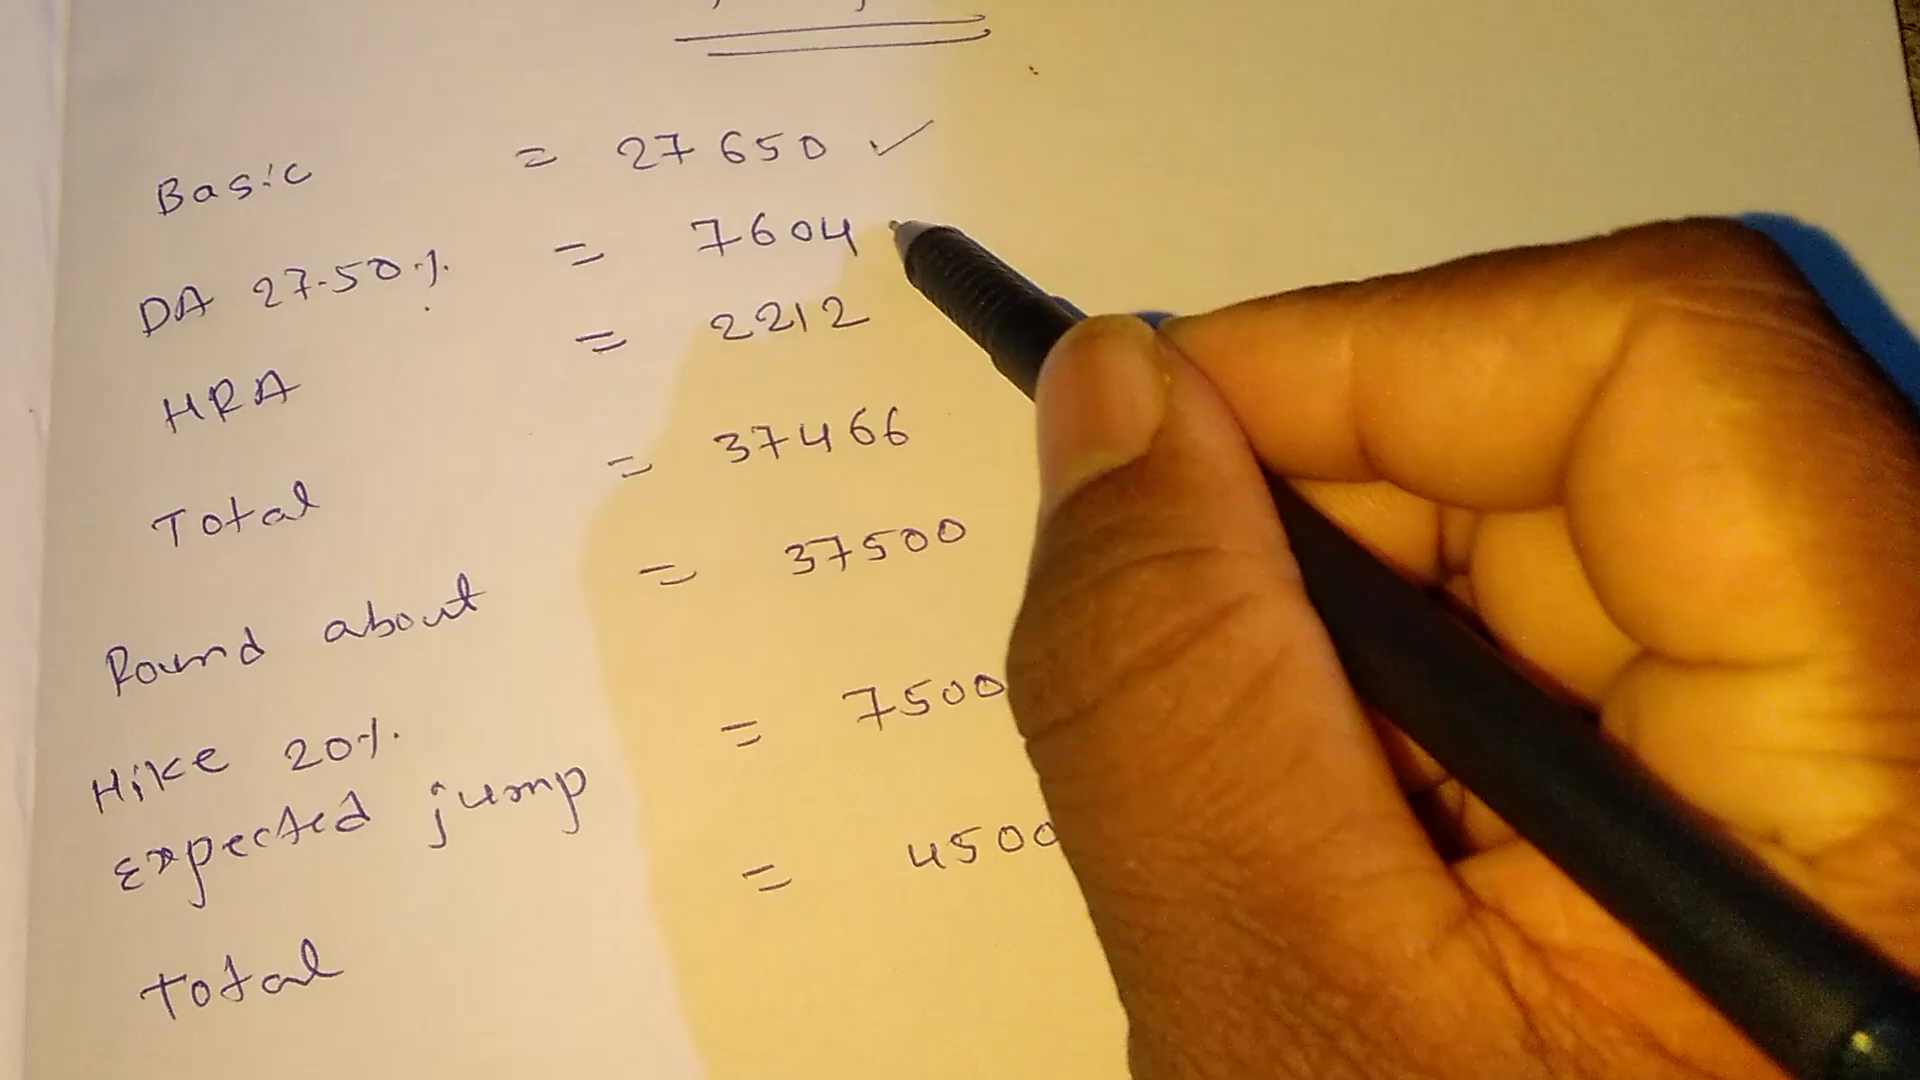 Basic = 27650 ✓
DA 27.50% = 7604
HRA = 2212
Total = 37466
Round about = 37500
Hike 20% = 7500
expected jump
Total = 4500